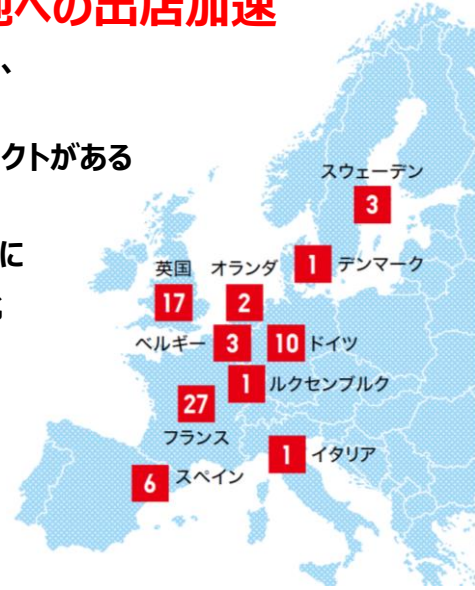 への出店加速
、
クトがある
に
スウェーデン
3
英国 オランダ 1 デンマーク
17 2
ベルギー 3 10 ドイツ
1 ルクセンブルク
27
フランス
1 イタリア
6 スペイン